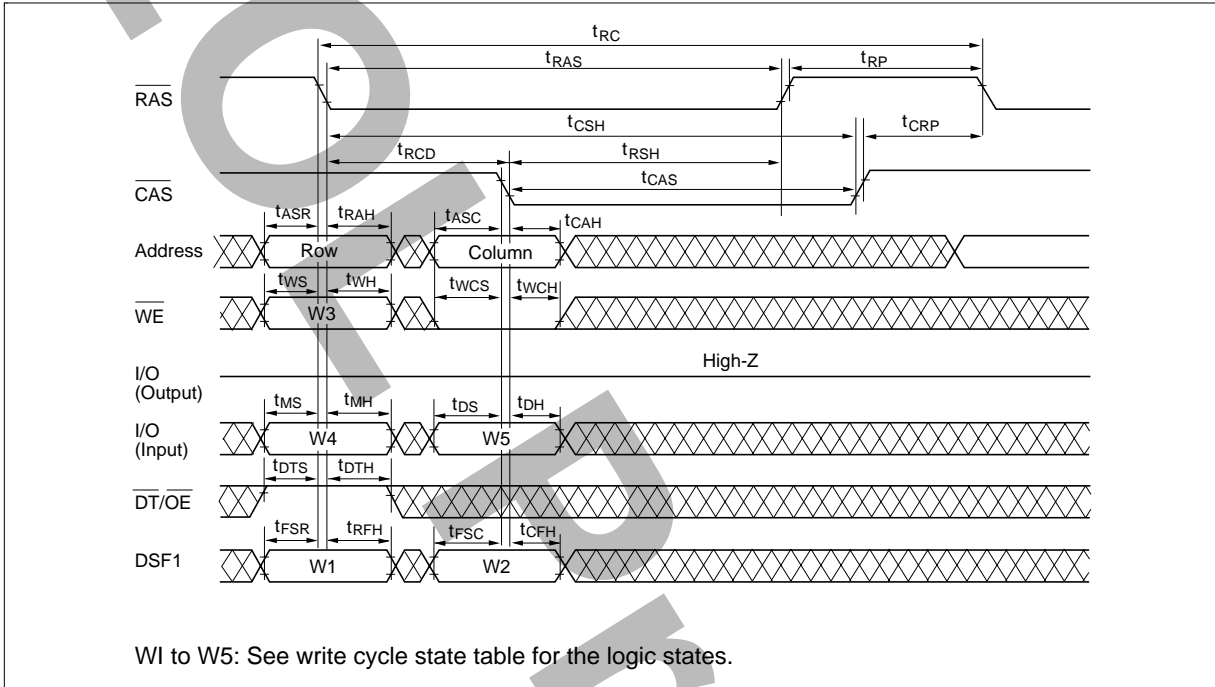 tRC
tRAS tRP
RAS
tCSH tCRP
tRCD tRSH
tCAS
CAS
tASR tRAH tASC tCAH
Address Row Column
tWS tWH tWCS tWCH
WE W3
High-Z
I/O
(Output)
tMS tMH tDS tDH
I/O
(Input) W4 W5
tDTS tDTH
DT/OE
tFSR tRFH tFSC tCFH
DSF1 W1 W2
WI to W5: See write cycle state table for the logic states.